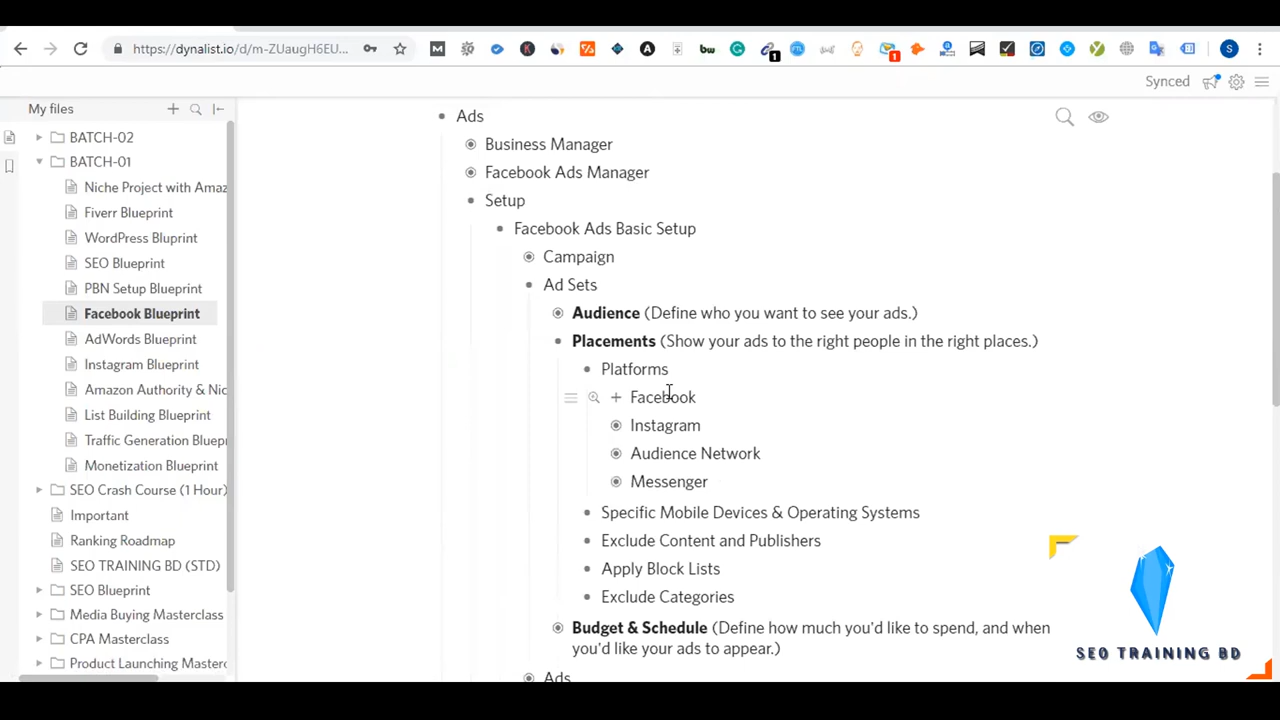 https://dynalist.io/d/m-ZUaugH6EU...
Synced
My files
BATCH-02
BATCH-01
Niche Project with Amaz
Fiverr Blueprint
WordPress Bluprint
SEO Blueprint
PBN Setup Blueprint
Facebook Blueprint
AdWords Blueprint
Instagram Blueprint
Amazon Authority & Nic
List Building Blueprint
Traffic Generation Bluepr
Monetization Blueprint
SEO Crash Course (1 Hour)
Important
Ranking Roadmap
SEO TRAINING BD (STD)
SEO Blueprint
Media Buying Masterclass
CPA Masterclass
Product Launching Masterc
Ads
Business Manager
Facebook Ads Manager
Setup
Facebook Ads Basic Setup
Campaign
Ad Sets
Audience (Define who you want to see your ads.)
Placements (Show your ads to the right people in the right places.)
Platforms
Facebook
Instagram
Audience Network
Messenger
Specific Mobile Devices & Operating Systems
Exclude Content and Publishers
Apply Block Lists
Exclude Categories
Budget & Schedule (Define how much you'd like to spend, and when
you'd like your ads to appear.)
Ads
SEO TRAINING BD